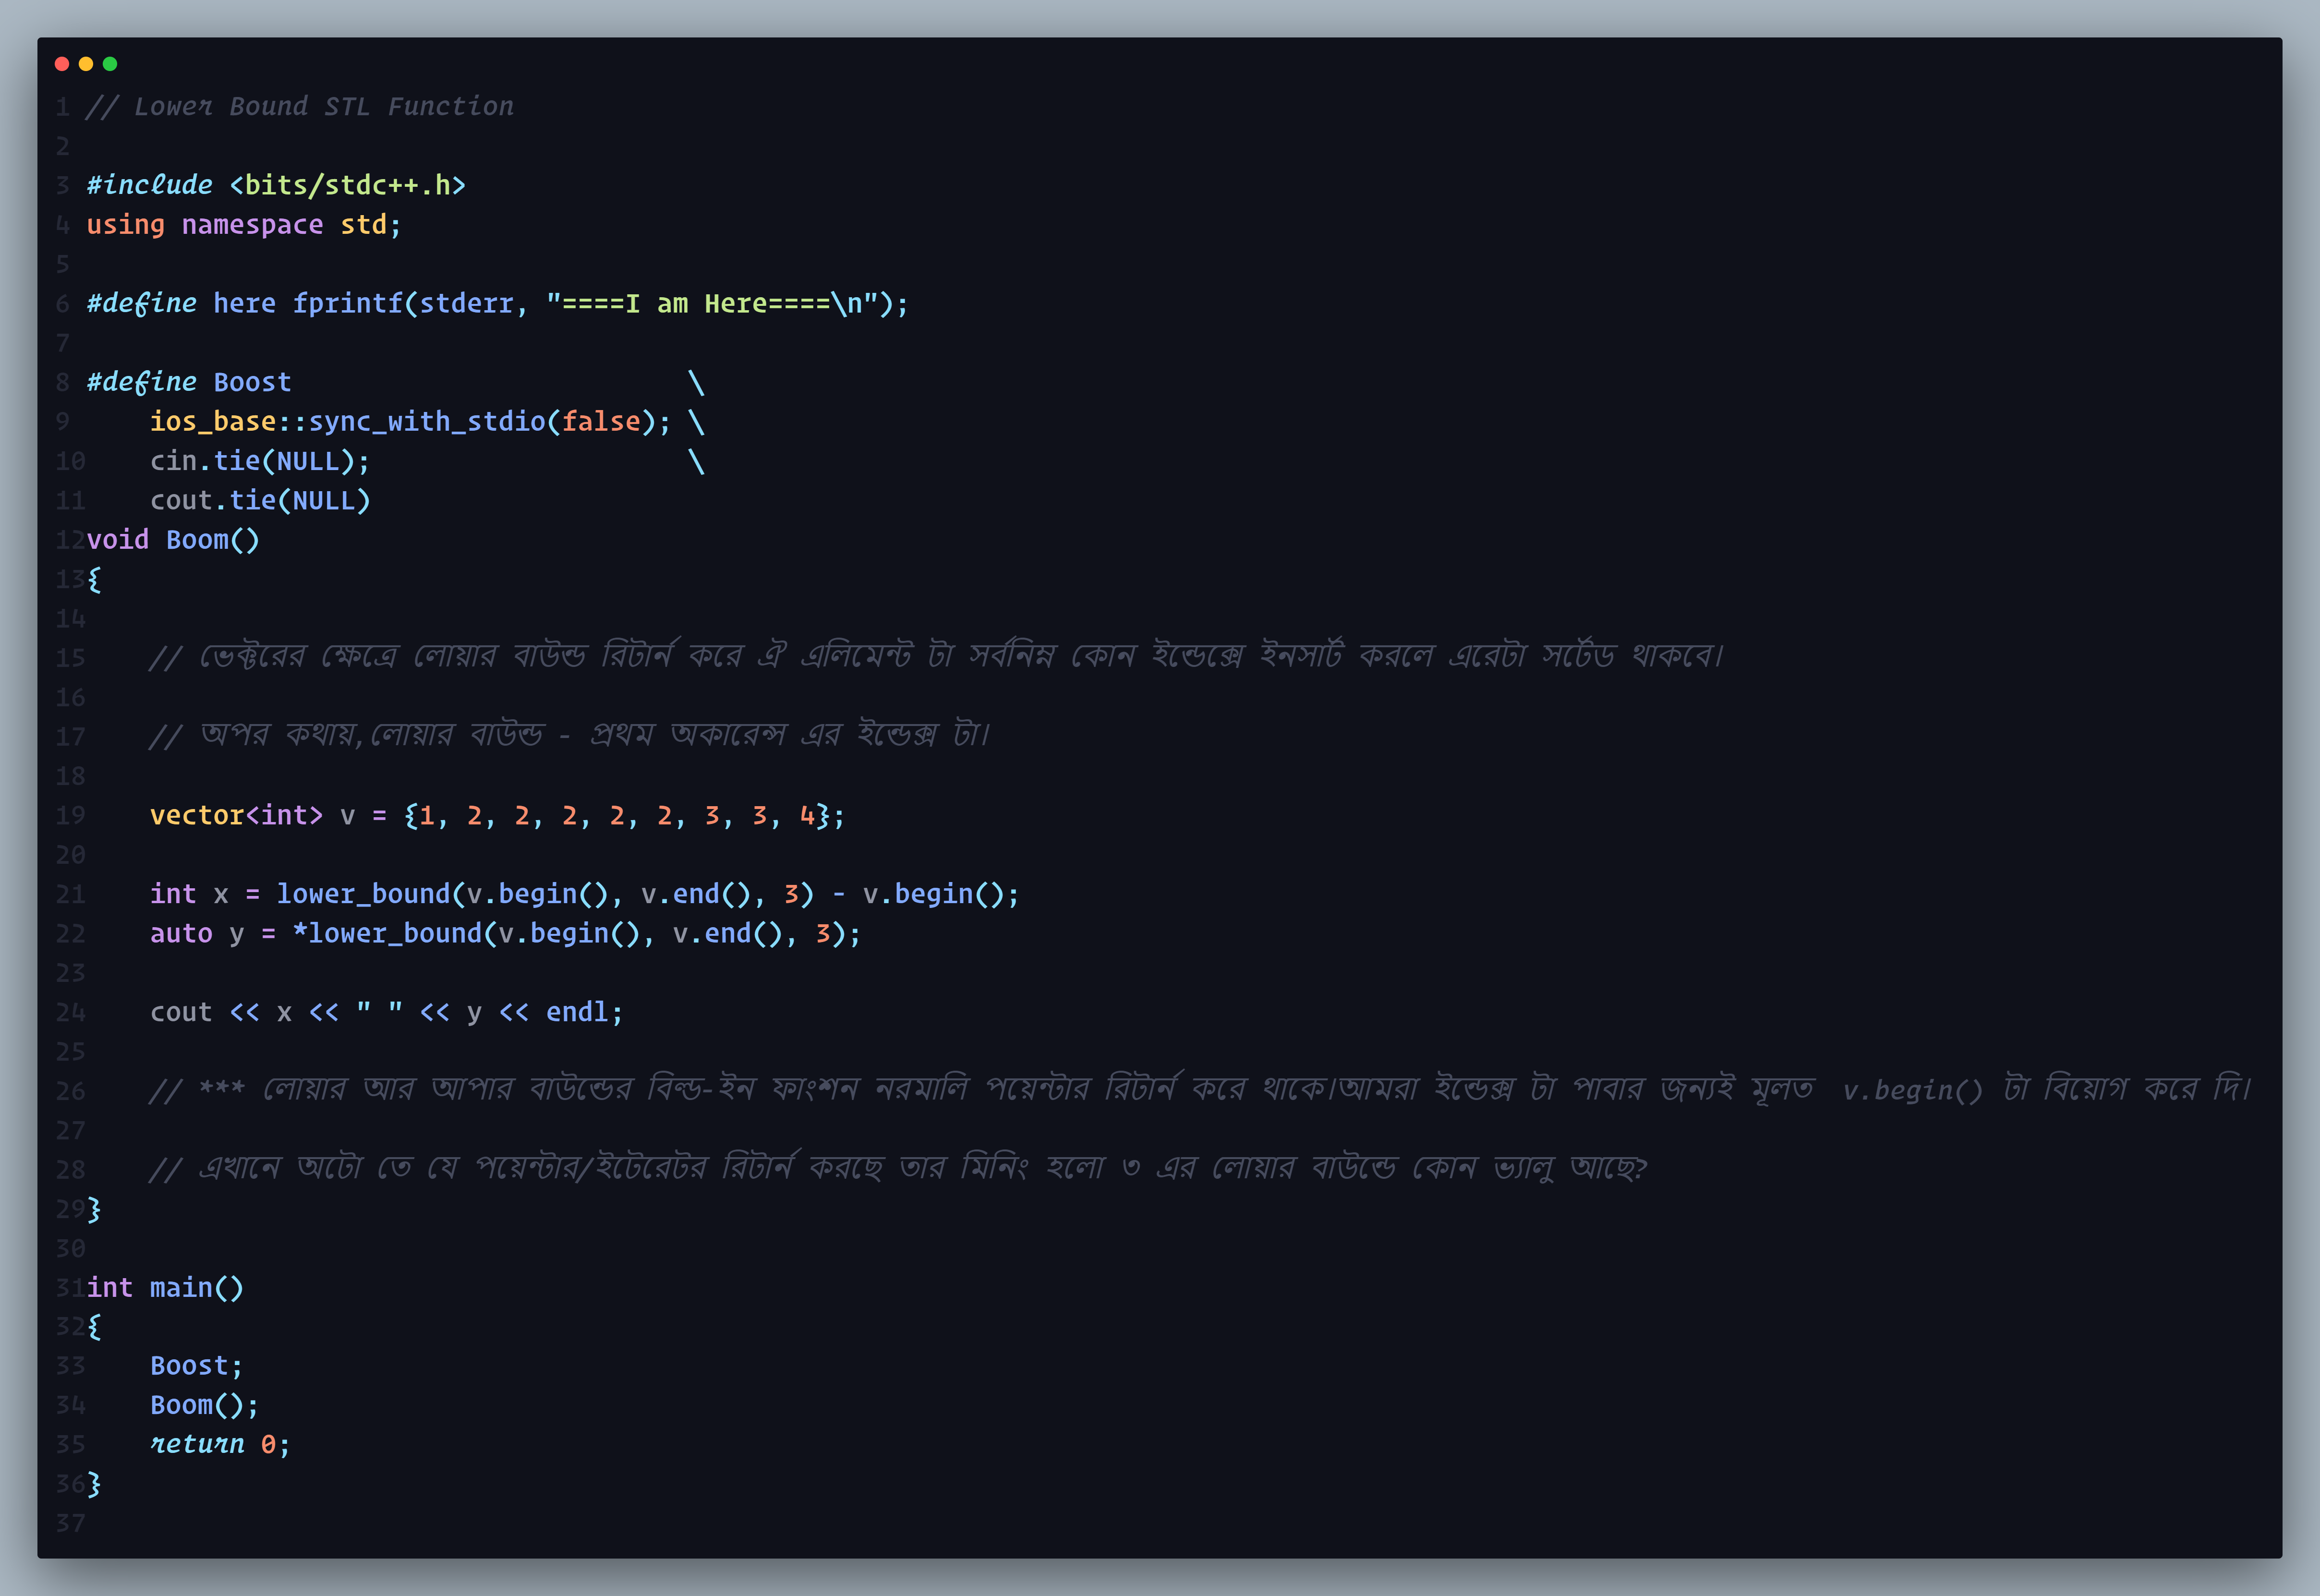 1 // Lower Bound STL Function
2
3 #include <bits/stdc++.h>
4 using namespace std;
5
6 #define here fprintf(stderr, "====I am Here====\n");
7
8 #define Boost                         \
9     ios_base::sync_with_stdio(false); \
10    cin.tie(NULL);                    \
11    cout.tie(NULL)
12void Boom()
13{
14
15    // ভেক্টরের ক্ষেত্রে লোয়ার বাউন্ড রিটার্ন করে ঐ এলিমেন্ট টা সর্বনিম্ন কোন ইন্ডেক্সে ইনসার্ট করলে এরেটা সর্টেড থাকবে।
16
17    // অপর কথায়,লোয়ার বাউন্ড - প্রথম অকারেন্স এর ইন্ডেক্স টা।
18
19    vector<int> v = {1, 2, 2, 2, 2, 2, 3, 3, 4};
20
21    int x = lower_bound(v.begin(), v.end(), 3) - v.begin();
22    auto y = *lower_bound(v.begin(), v.end(), 3);
23
24    cout << x << " " << y << endl;
25
26    // *** লোয়ার আর আপার বাউন্ডের বিল্ড-ইন ফাংশন নরমালি পয়েন্টার রিটার্ন করে থাকে।আমরা ইন্ডেক্স টা পাবার জন্যই মূলত  v.begin() টা বিয়োগ করে দি।
27
28    // এখানে অটো তে যে পয়েন্টার/ইটেরেটর রিটার্ন করছে তার মিনিং হলো ৩ এর লোয়ার বাউন্ডে কোন ভ্যালু আছে?
29}
30
31int main()
32{
33    Boost;
34    Boom();
35    return 0;
36}
37